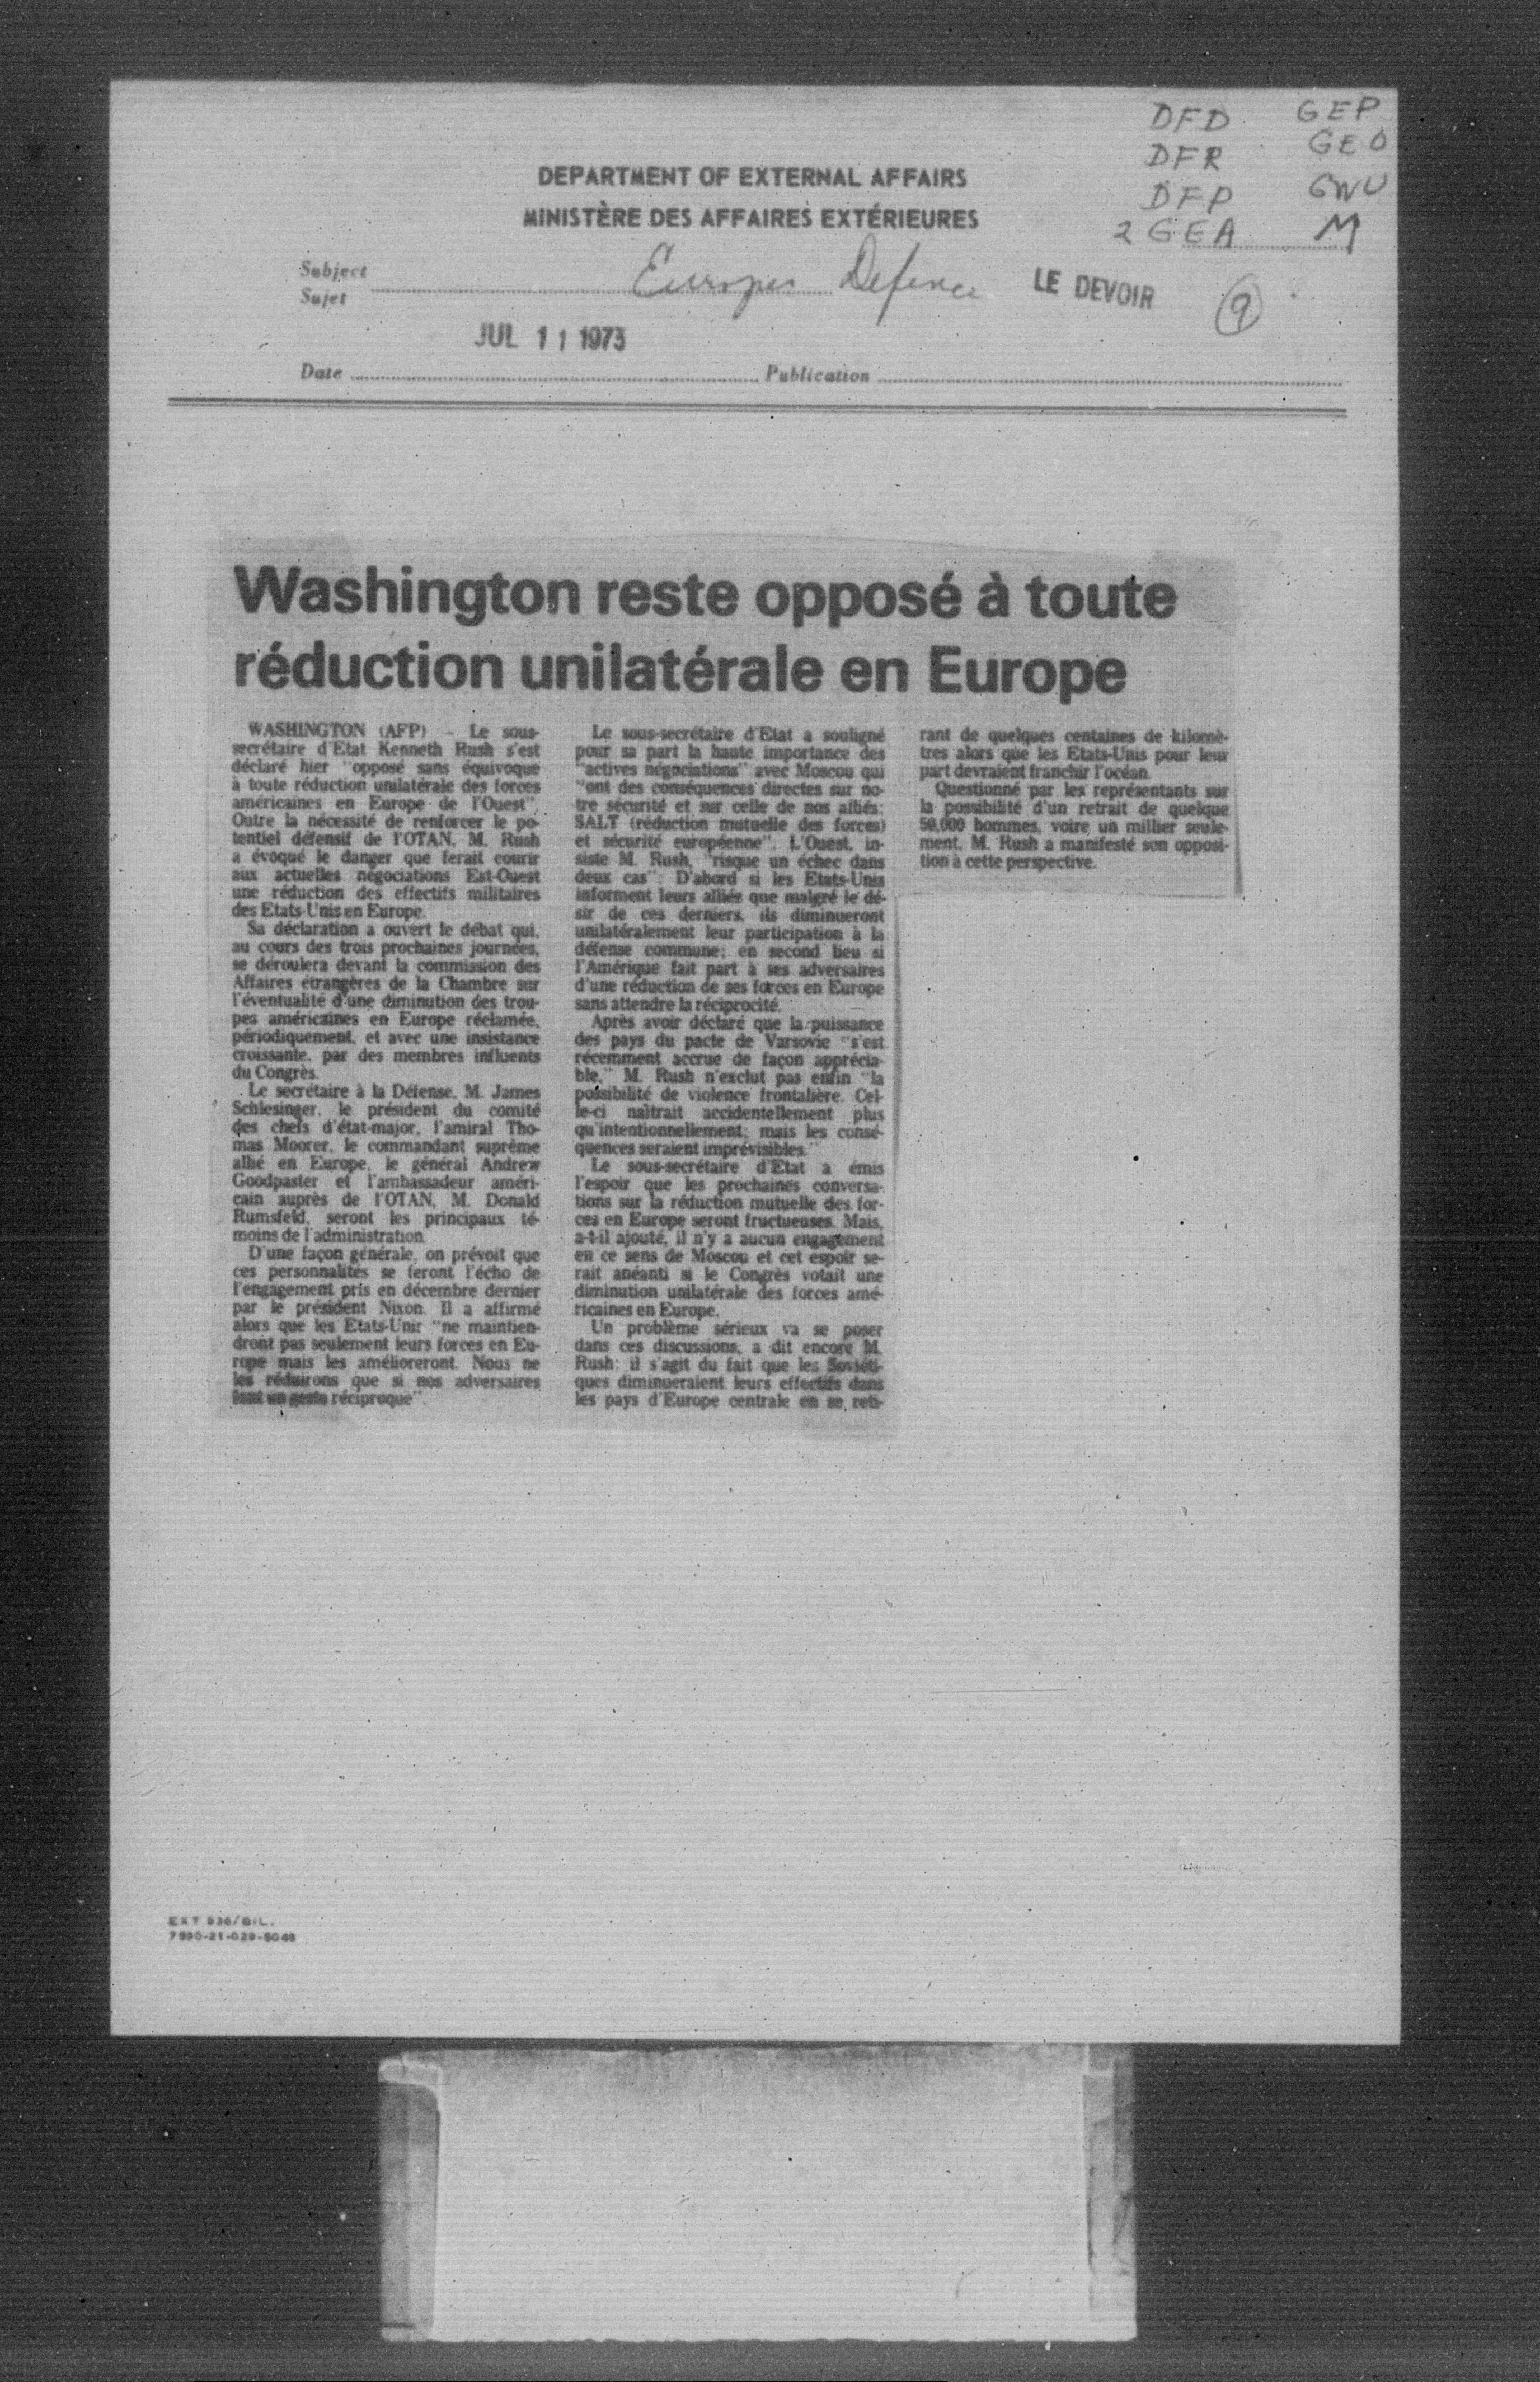 DFD GEP
DFR GEO
DFP GWU
2 GEA M
DEPARTMENT OF EXTERNAL AFFAIRS
MINISTÈRE DES AFFAIRES EXTÉRIEURES
Subject
Sujet
Europe Defence
LE DEVOIR
9
JUL 11 1973
Date
Publication
Washington reste opposé à toute
réduction unilatérale en Europe
WASHINGTON (AFP) – Le sous-
secrétaire d'Etat Kenneth Rush s'est
déclaré hier "opposé sans équivoque
à toute réduction unilatérale des forces
américaines en Europe de l'Ouest".
Outre la nécessité de renforcer le po-
tentiel défensif de l'OTAN, M. Rush
a évoqué le danger que ferait courir
aux actuelles négociations Est-Ouest
une réduction des effectifs militaires
des Etats-Unis en Europe.
Sa déclaration a ouvert le débat qui,
au cours des trois prochaines journées,
se déroulera devant la commission des
Affaires étrangères de la Chambre sur
l'éventualité d'une diminution des trou-
pes américaines en Europe réclamée,
périodiquement, et avec une insistance
croissante, par des membres influents
du Congrès.
Le secrétaire à la Défense, M. James
Schlesinger, le président du comité
des chefs d'état-major, l'amiral Tho-
mas Moorer, le commandant suprême
allié en Europe, le général Andrew
Goodpaster et l'ambassadeur améri-
cain auprès de l'OTAN, M. Donald
Rumsfeld, seront les principaux té-
moins de l'administration.
D'une façon générale, on prévoit que
ces personnalités se feront l'écho de
l'engagement pris en décembre dernier
par le président Nixon. Il a affirmé
alors que les Etats-Unis "ne maintien-
dront pas seulement leurs forces en Eu-
rope mais les amélioreront. Nous ne
les réduirons que si nos adversaires
font un geste réciproque".
Le sous-secrétaire d'Etat a souligné
pour sa part la haute importance des
"actives négociations" avec Moscou qui
"ont des conséquences directes sur no-
tre sécurité et sur celle de nos alliés:
SALT (réduction mutuelle des forces)
et sécurité européenne". L'Ouest, in-
siste M. Rush, "risque un échec dans
deux cas": D'abord si les Etats-Unis
informent leurs alliés que malgré le dé-
sir de ces derniers, ils diminueront
unilatéralement leur participation à la
défense commune; en second lieu si
l'Amérique fait part à ses adversaires
d'une réduction de ses forces en Europe
sans attendre la réciprocité.
Après avoir déclaré que la puissance
des pays du pacte de Varsovie "s'est
récemment accrue de façon apprécia-
ble," M. Rush n'exclut pas enfin "la
possibilité de violence frontalière. Cel-
le-ci naîtrait accidentellement plus
qu'intentionnellement; mais les consé-
quences seraient imprévisibles."
Le sous-secrétaire d'Etat a émis
l'espoir que les prochaines conversa-
tions sur la réduction mutuelle des for-
ces en Europe seront fructueuses. Mais,
a-t-il ajouté, il n'y a aucun engagement
en ce sens de Moscou et cet espoir se-
rait anéanti si le Congrès votait une
diminution unilatérale des forces amé-
ricaines en Europe.
Un problème sérieux va se poser
dans ces discussions, a dit encore M.
Rush: il s'agit du fait que les Soviéti-
ques diminueraient leurs effectifs dans
les pays d'Europe centrale en se reti-
rant de quelques centaines de kilomè-
tres alors que les Etats-Unis pour leur
part devraient franchir l'océan.
Questionné par les représentants sur
la possibilité d'un retrait de quelque
50,000 hommes, voire un millier seule-
ment, M. Rush a manifesté son opposi-
tion à cette perspective.
EXT 936/BIL.
7530-21-029-5046